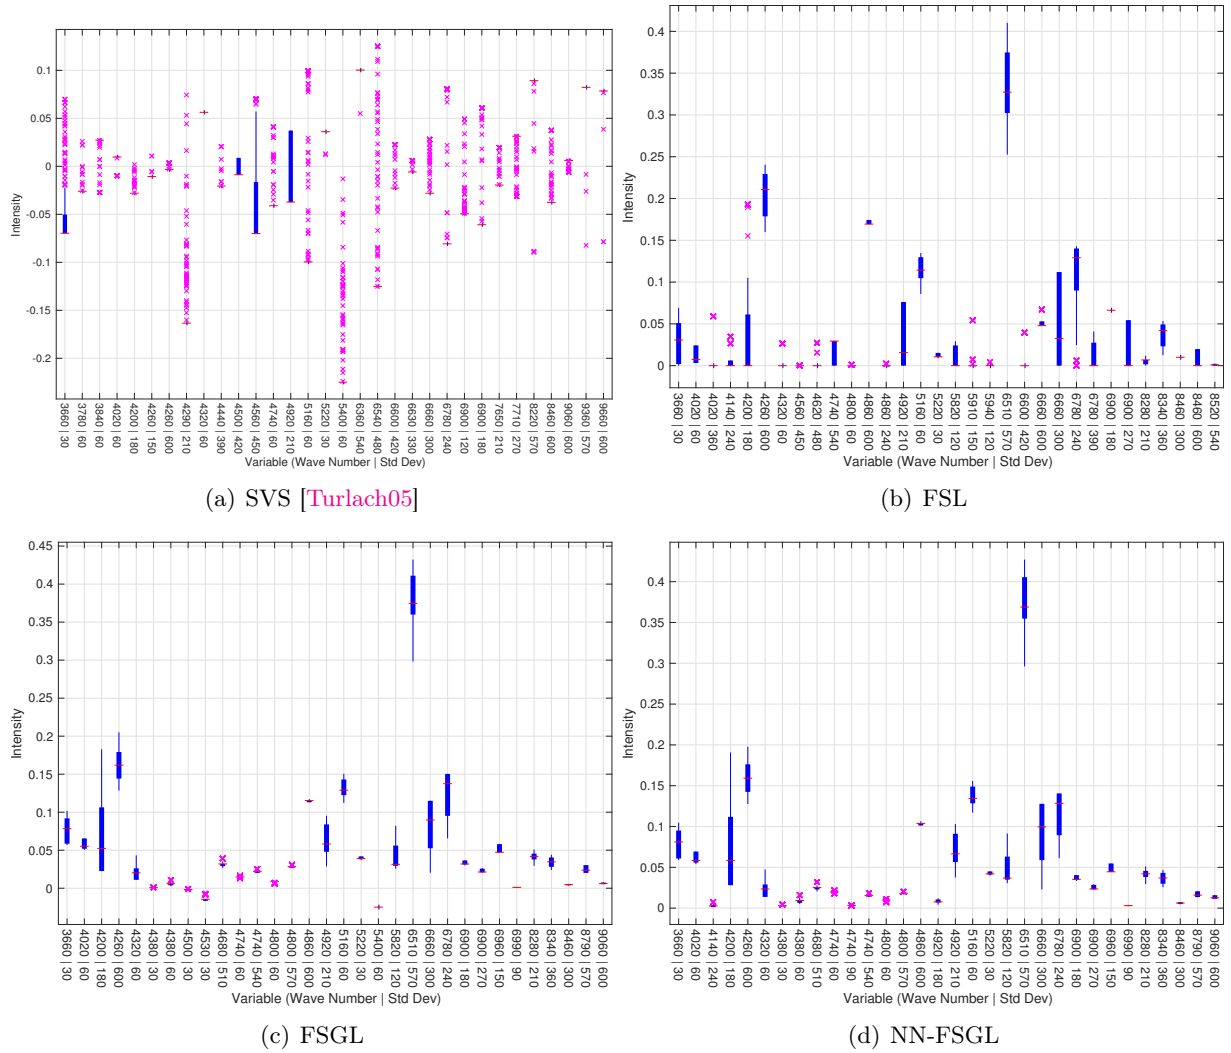 Intensity
0.1
0.05
0
-0.05
-0.1
-0.15
-0.2
3660 | 30
3780 | 60
3840 | 60
4020 | 60
4200 | 180
4260 | 150
4260 | 600
4290 | 210
4320 | 60
4440 | 390
4500 | 420
4560 | 450
4740 | 60
4920 | 210
5160 | 60
5220 | 30
5400 | 60
6360 | 540
6540 | 480
6600 | 420
6630 | 330
6660 | 300
6780 | 240
6900 | 120
6900 | 180
7650 | 210
7710 | 270
8220 | 570
8460 | 600
9060 | 600
9360 | 570
9660 | 600
Variable (Wave Number | Std Dev)
(a) SVS [Turlach05]
Intensity
0.4
0.35
0.3
0.25
0.2
0.15
0.1
0.05
0
3660 | 30
4020 | 60
4020 | 360
4140 | 240
4200 | 180
4260 | 600
4320 | 60
4560 | 450
4620 | 540
4740 | 60
4800 | 60
4860 | 600
4860 | 240
4920 | 210
5160 | 60
5220 | 30
5820 | 120
5910 | 150
5940 | 120
6510 | 570
6600 | 420
6660 | 600
6660 | 300
6780 | 240
6780 | 390
6900 | 180
6900 | 270
8280 | 210
8340 | 360
8460 | 300
8460 | 600
8520 | 540
Variable (Wave Number | Std Dev)
(b) FSL
Intensity
0.45
0.4
0.35
0.3
0.25
0.2
0.15
0.1
0.05
0
3660 | 30
4020 | 60
4200 | 180
4260 | 600
4320 | 60
4380 | 30
4380 | 60
4500 | 30
4530 | 30
4680 | 510
4740 | 60
4740 | 540
4800 | 60
4800 | 570
4860 | 600
4920 | 210
5160 | 60
5220 | 30
5400 | 60
5820 | 120
6510 | 570
6660 | 300
6780 | 240
6900 | 180
6900 | 270
6960 | 150
6990 | 90
8280 | 210
8340 | 360
8460 | 300
8790 | 570
9060 | 600
Variable (Wave Number | Std Dev)
(c) FSGL
Intensity
0.4
0.35
0.3
0.25
0.2
0.15
0.1
0.05
0
3660 | 30
4020 | 60
4140 | 240
4200 | 180
4260 | 600
4320 | 60
4380 | 30
4380 | 60
4680 | 510
4740 | 60
4740 | 90
4740 | 540
4800 | 60
4800 | 570
4860 | 600
4920 | 180
4920 | 210
5160 | 60
5220 | 30
5820 | 120
6510 | 570
6660 | 300
6780 | 240
6900 | 180
6900 | 270
6960 | 150
6990 | 90
8280 | 210
8340 | 360
8460 | 300
8790 | 570
9060 | 600
Variable (Wave Number | Std Dev)
(d) NN-FSGL